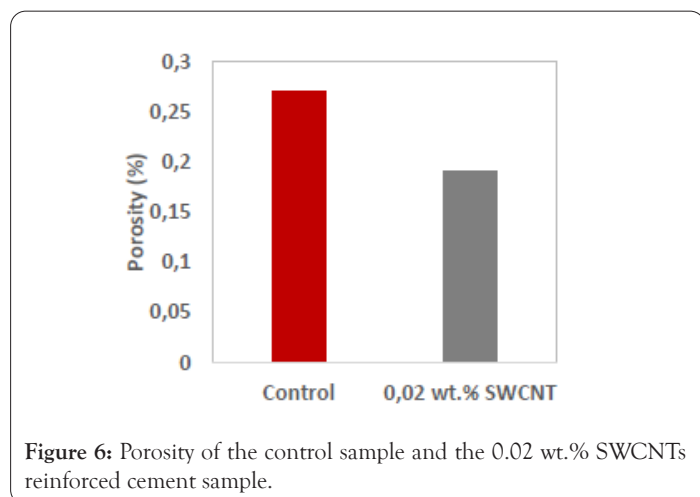 0,3
0,25
0,2
0,15
0,1
0,05
0
Porosity (%)
Control
0,02 wt.% SWCNT
Figure 6: Porosity of the control sample and the 0.02 wt.% SWCNTs
reinforced cement sample.